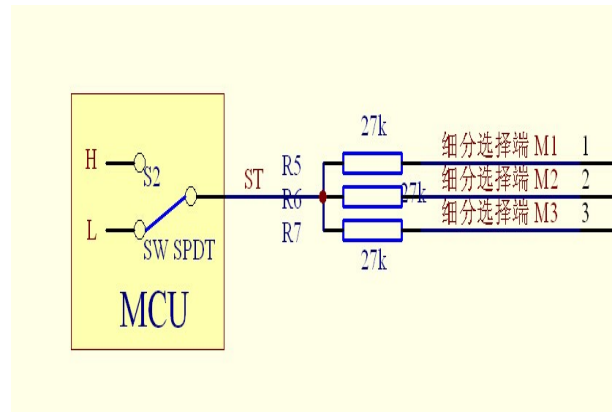 27k
H
S2
ST
R5
细分选择端 M1 1
R6
27k
细分选择端 M2 2
L
SW SPDT
R7
细分选择端 M3 3
27k
MCU